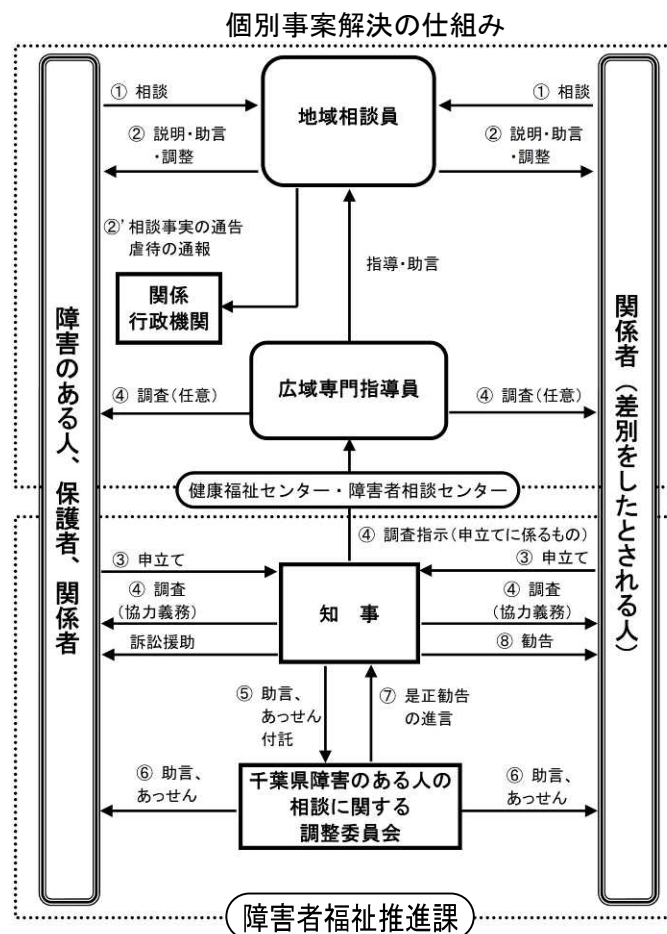 個別事案解決の仕組み
① 相談
① 相談
地域相談員
② 説明・助言
・調整
② 説明・助言
・調整
②’相談事実の通告
虐待の通報
指導・助言
関係
行政機関
障害のある人、保護者、関係者
関係者（差別をしたとされる人）
広域専門指導員
④ 調査(任意)
④ 調査(任意)
健康福祉センター・障害者相談センター
④ 調査指示(申立てに係るもの)
③ 申立て
③ 申立て
④ 調査
(協力義務)
知　事
④ 調査
(協力義務)
訴訟援助
⑧ 勧告
⑤ 助言、
あっせん
付託
⑦ 是正勧告
の進言
⑥ 助言、
あっせん
千葉県障害のある人の
相談に関する
調整委員会
⑥ 助言、
あっせん
障害者福祉推進課